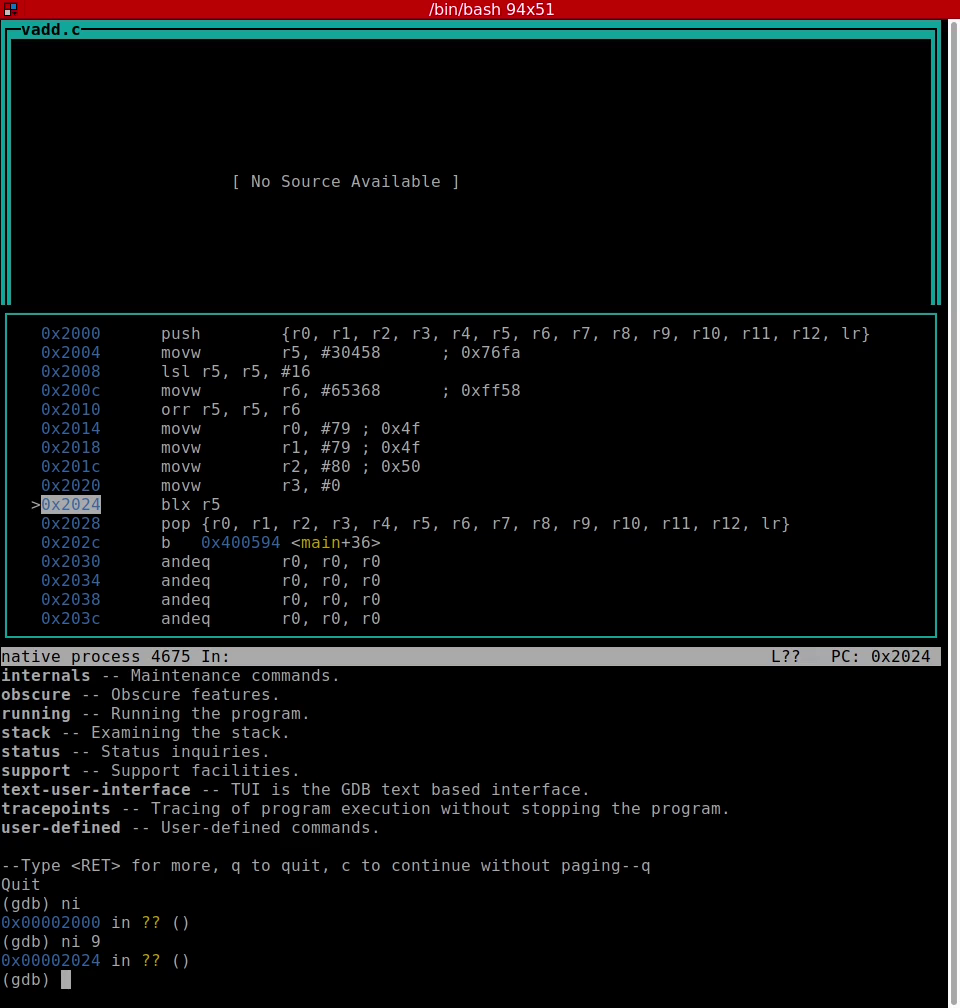 /bin/bash 94x51
vadd.c
[ No Source Available ]
0x2000 push {r0, r1, r2, r3, r4, r5, r6, r7, r8, r9, r10, r11, r12, lr}
0x2004 movw r5, #30458 ; 0x76fa
0x2008 lsl r5, r5, #16
0x200c movw r6, #65368 ; 0xff58
0x2010 orr r5, r5, r6
0x2014 movw r0, #79 ; 0x4f
0x2018 movw r1, #79 ; 0x4f
0x201c movw r2, #80 ; 0x50
0x2020 movw r3, #0
>0x2024 blx r5
0x2028 pop {r0, r1, r2, r3, r4, r5, r6, r7, r8, r9, r10, r11, r12, lr}
0x202c b 0x400594 <main+36>
0x2030 andeq r0, r0, r0
0x2034 andeq r0, r0, r0
0x2038 andeq r0, r0, r0
0x203c andeq r0, r0, r0
native process 4675 In: L?? PC: 0x2024
internals -- Maintenance commands.
obscure -- Obscure features.
running -- Running the program.
stack -- Examining the stack.
status -- Status inquiries.
support -- Support facilities.
text-user-interface -- TUI is the GDB text based interface.
tracepoints -- Tracing of program execution without stopping the program.
user-defined -- User-defined commands.
--Type <RET> for more, q to quit, c to continue without paging--q
Quit
(gdb) ni
0x00002000 in ?? ()
(gdb) ni 9
0x00002024 in ?? ()
(gdb)